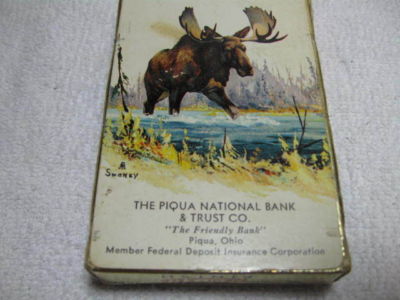 Swaney
THE PIQUA NATIONAL BANK
& TRUST CO.
"The Friendly Bank"
Piqua, Ohio
Member Federal Deposit Insurance Corporation